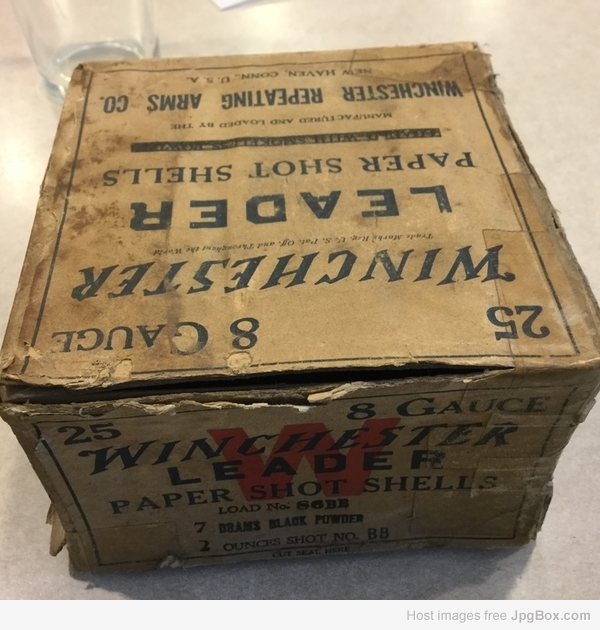 25
8 GAUGE
WINCHESTER
Trade Marks Reg. U. S. Pat. Off. and Throughout the World
LEADER
PAPER SHOT SHELLS
MANUFACTURED AND LOADED BY THE
WINCHESTER REPEATING ARMS CO.
NEW HAVEN, CONN., U. S. A.
8 GAUGE
25
W
WINCHESTER
LEADER
PAPER SHOT SHELLS
LOAD No. 86BB
7 DRAMS BLACK POWDER
2 OUNCES SHOT NO. BB
CUT SEAL HERE
Host images free JpgBox.com